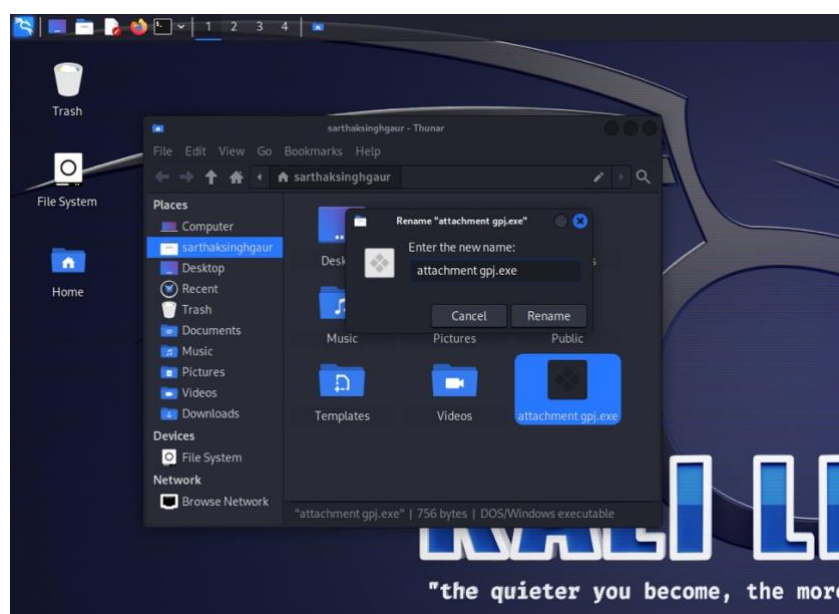 1 2 3 4
Trash
File System
Home
sarthaksinghgaur - Thunar
File Edit View Go Bookmarks Help
sarthaksinghgaur
Places
Computer
sarthaksinghgaur
Desktop
Recent
Trash
Documents
Music
Pictures
Videos
Downloads
Devices
File System
Network
Browse Network
Rename "attachment gpj.exe"
Enter the new name:
attachment gpj.exe
Cancel Rename
Music Pictures Public
Templates Videos attachment gpj.exe
"attachment gpj.exe" | 756 bytes | DOS/Windows executable
KALI LI
"the quieter you become, the more